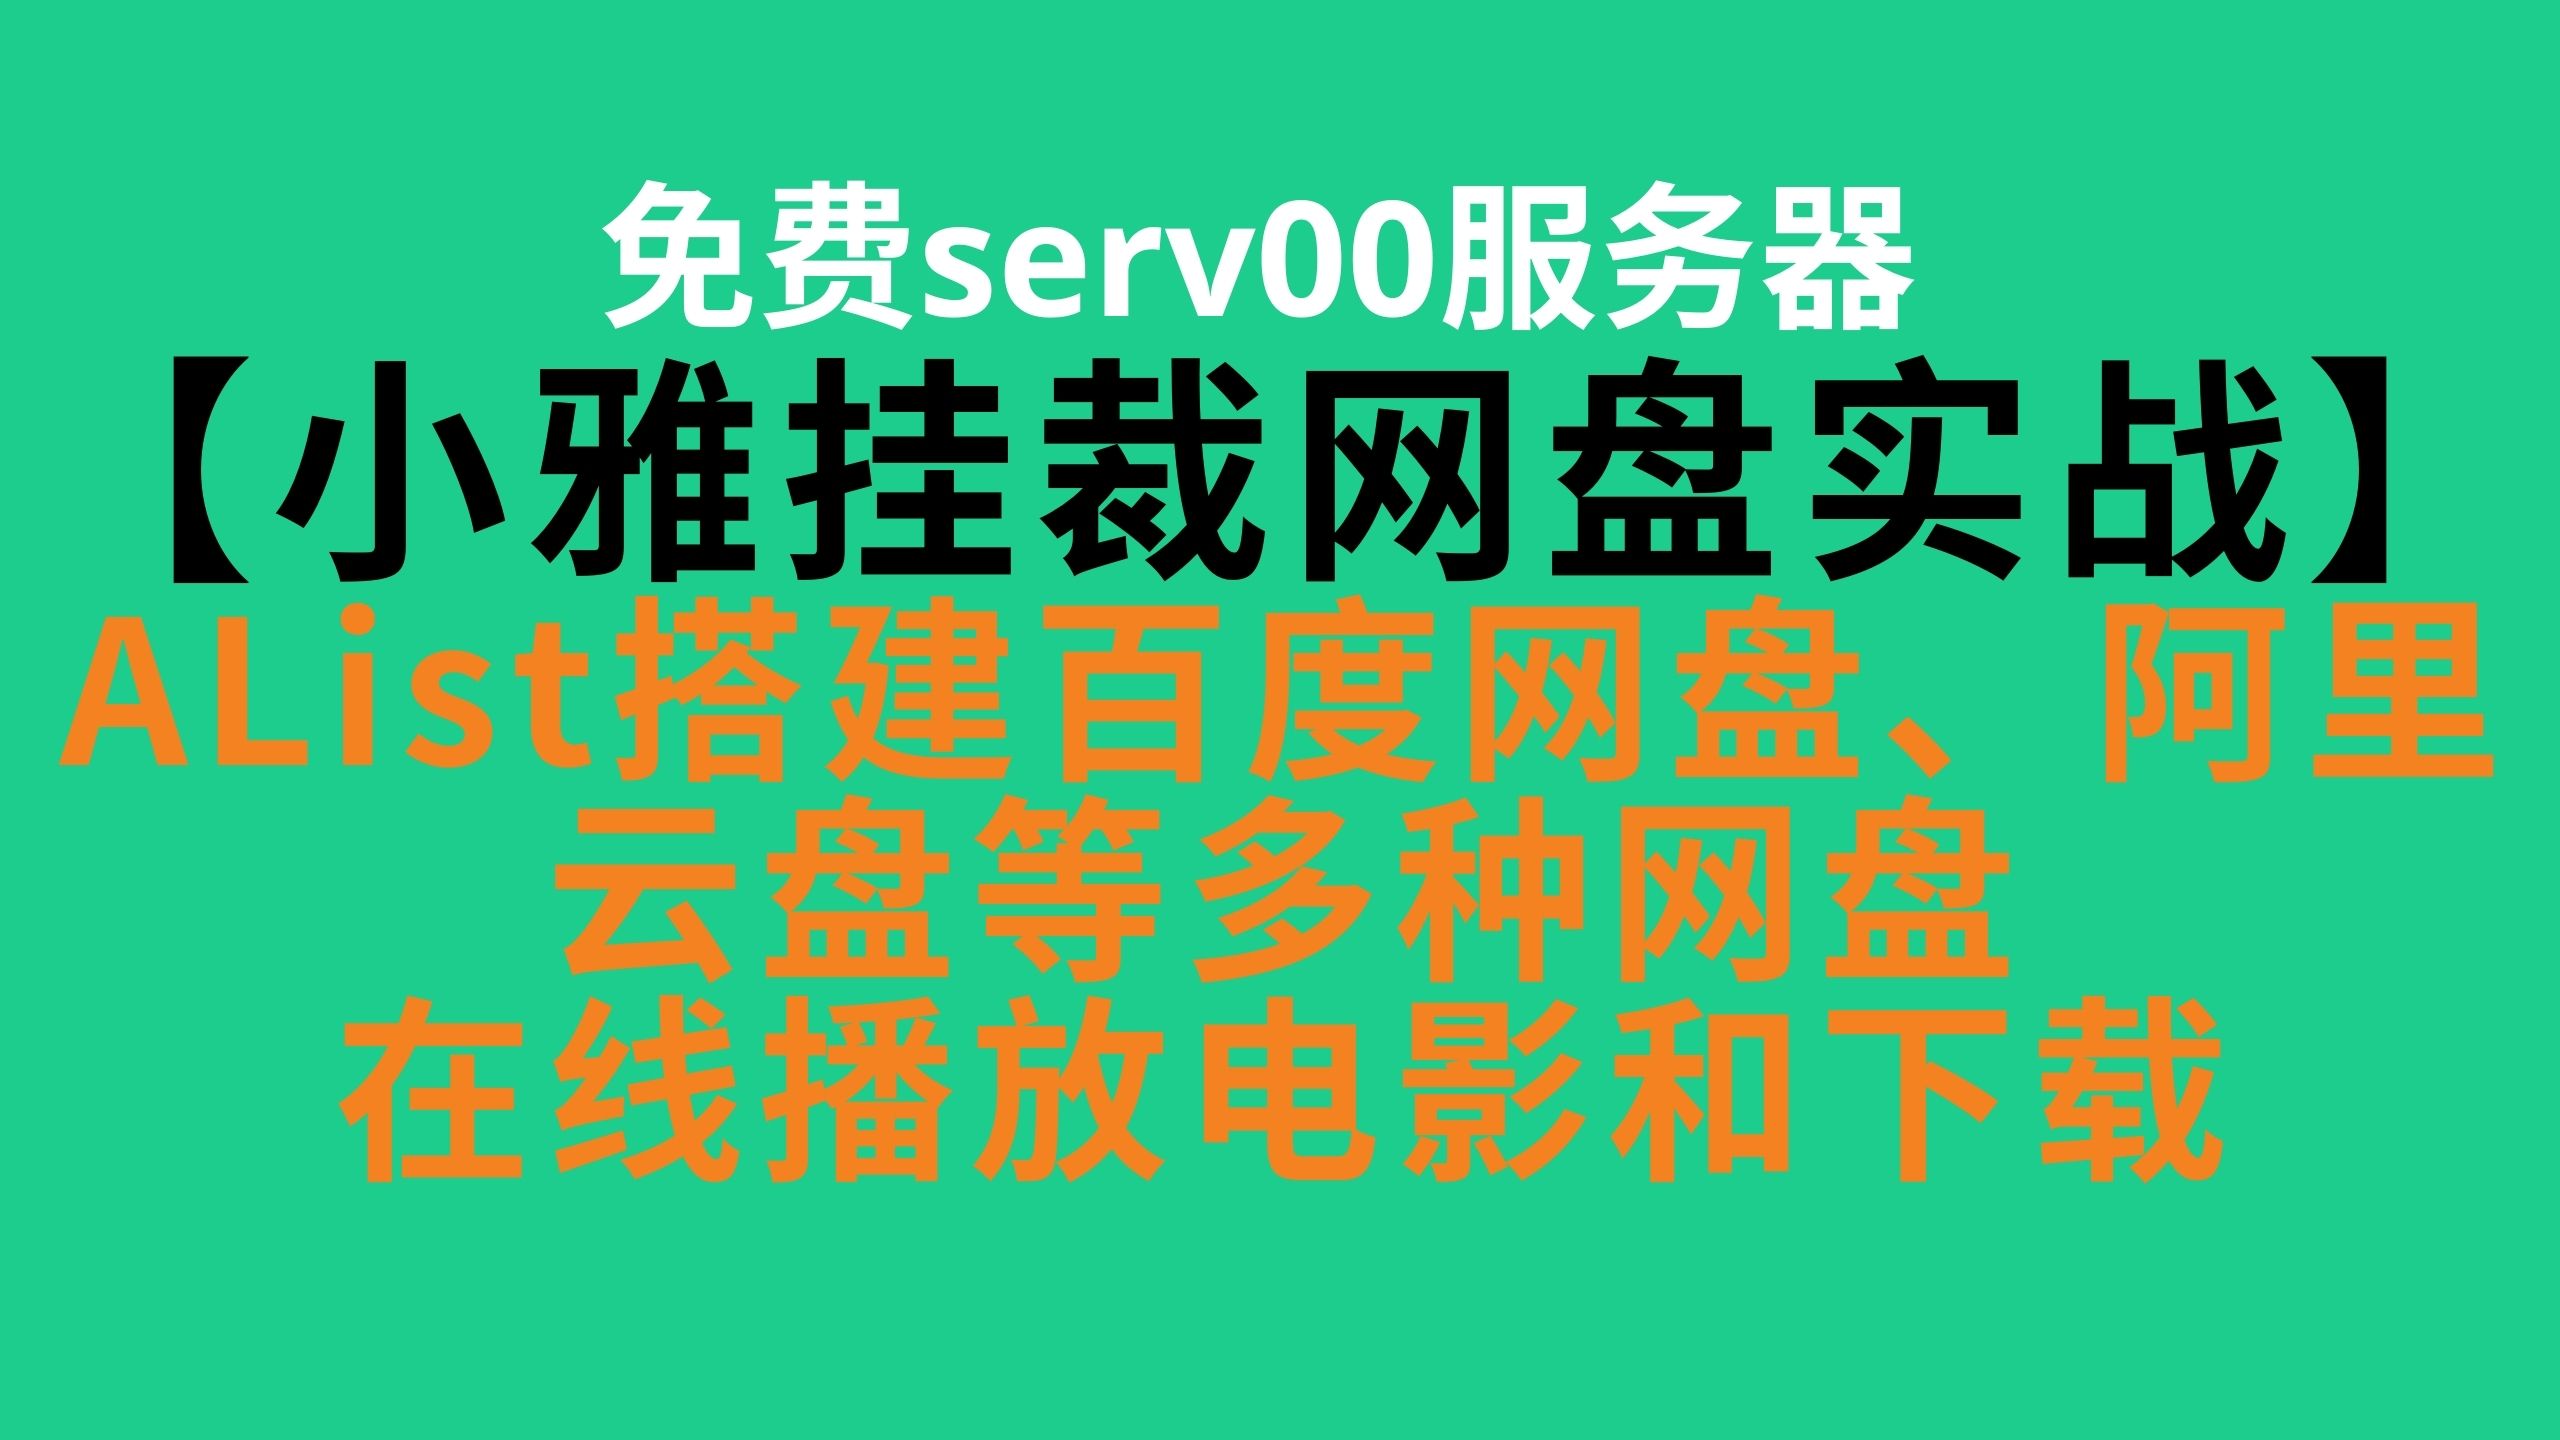 免费serv00服务器
【小雅挂裁网盘实战】
AList搭建百度网盘、阿里
云盘等多种网盘
在线播放电影和下载